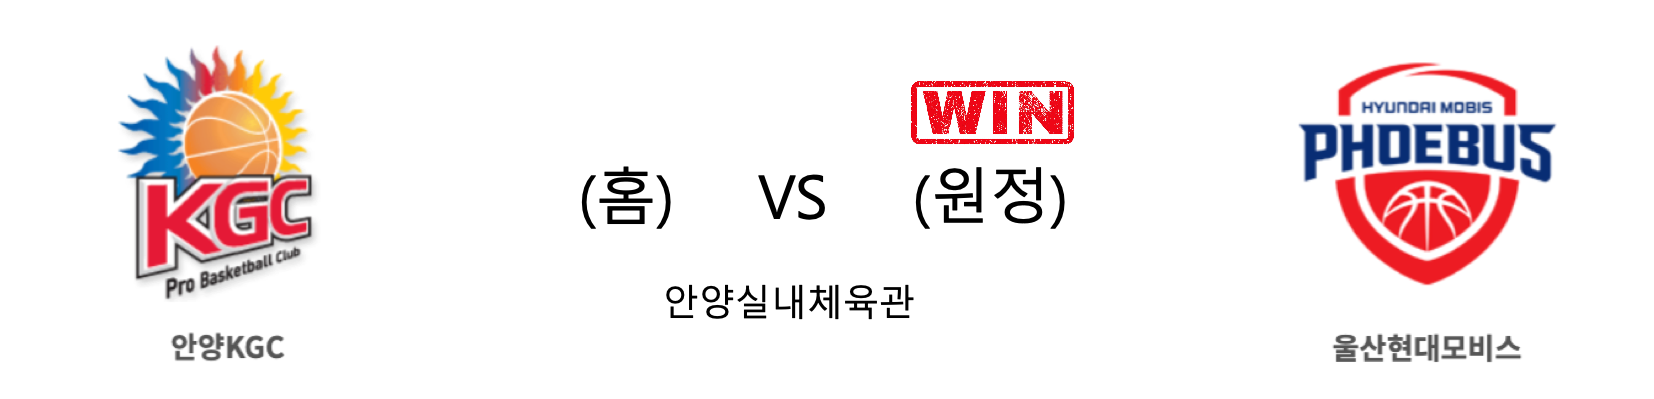 KGC
Pro Basketball Club
안양KGC
WIN
(홈) VS (원정)
안양실내체육관
HYUNDAI MOBIS
PHOEBUS
울산현대모비스